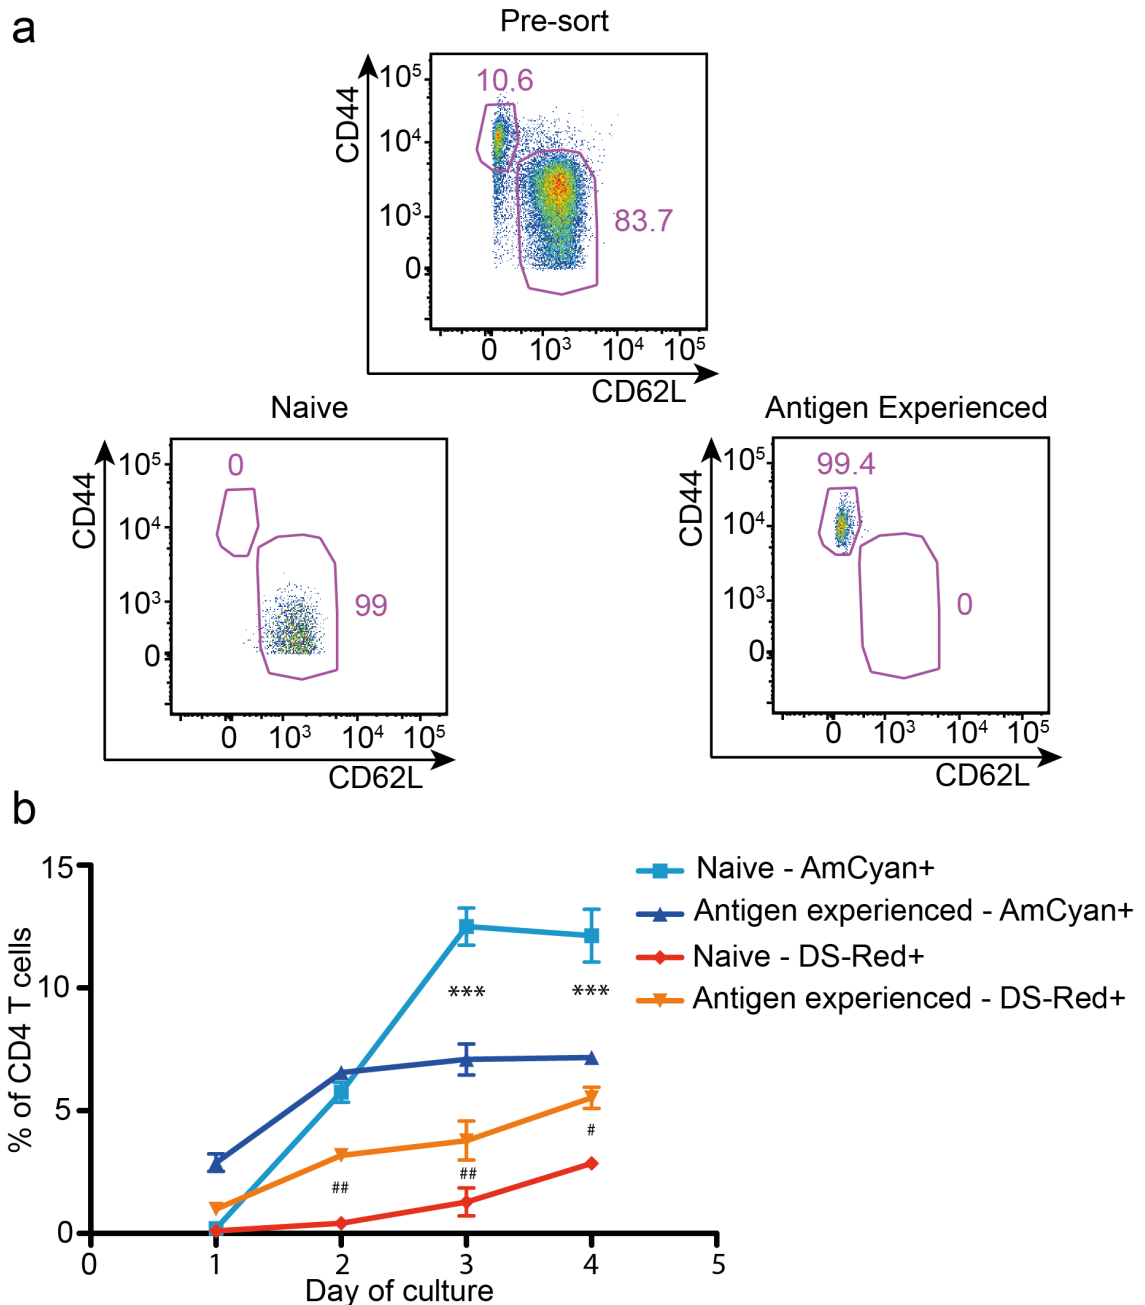 a
Pre-sort
CD44
10⁵
10⁴
10³
0
10.6
83.7
0 10³ 10⁴ 10⁵
CD62L
Naive
CD44
10⁵
10⁴
10³
0
0
99
0 10³ 10⁴ 10⁵
CD62L
Antigen Experienced
CD44
10⁵
10⁴
10³
0
99.4
0
0 10³ 10⁴ 10⁵
CD62L
b
% of CD4 T cells
15
10
5
0
*** ***
#
## ##
0 1 2 3 4 5
Day of culture
Naive - AmCyan+
Antigen experienced - AmCyan+
Naive - DS-Red+
Antigen experienced - DS-Red+